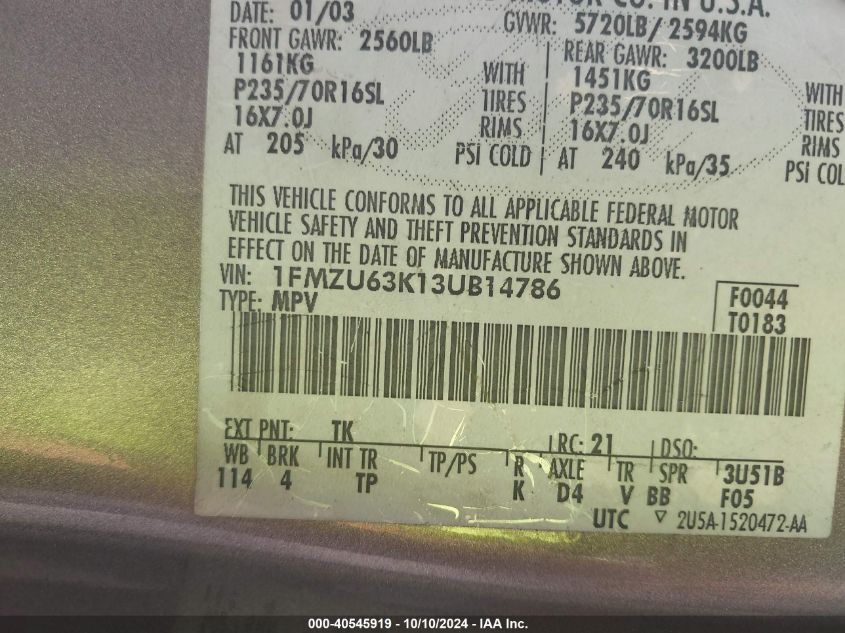 MOTOR CO. IN U.S.A.
DATE: 01/03 GVWR: 5720LB/ 2594KG
FRONT GAWR: 2560LB REAR GAWR: 3200LB
1161KG WITH 1451KG WITH
P235/70R16SL TIRES P235/70R16SL TIRES
16X7.0J RIMS 16X7.0J RIMS
AT 205 kPa/30 PSI COLD AT 240 kPa/35 PSI COL
THIS VEHICLE CONFORMS TO ALL APPLICABLE FEDERAL MOTOR
VEHICLE SAFETY AND THEFT PREVENTION STANDARDS IN
EFFECT ON THE DATE OF MANUFACTURE SHOWN ABOVE.
VIN: 1FMZU63K13UB14786 F0044
TYPE: MPV T0183
EXT PNT: TK RC: 21 DSO:
WB BRK INT TR TP/PS R AXLE TR SPR 3U51B
114 4 TP K D4 V BB F05
UTC ▽ 2U5A-1520472-AA
000-40545919 - 10/10/2024 - IAA Inc.